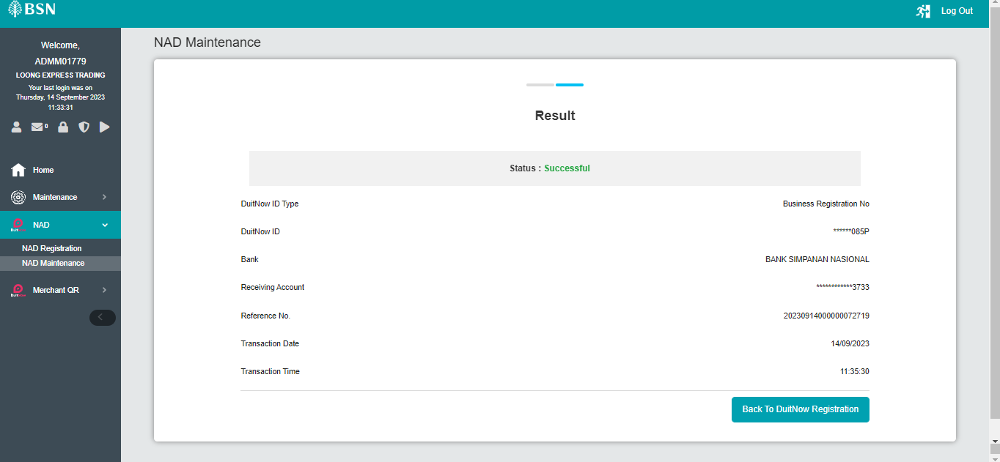 BSN
Log Out
Welcome,
ADMM01779
LOONG EXPRESS TRADING
Your last login was on
Thursday, 14 September 2023
11:33:31
0
Home
Maintenance
NAD
NAD Registration
NAD Maintenance
Merchant QR
NAD Maintenance
Result
Status : Successful
DuitNow ID Type Business Registration No
DuitNow ID ******085P
Bank BANK SIMPANAN NASIONAL
Receiving Account ************3733
Reference No. 20230914000000072719
Transaction Date 14/09/2023
Transaction Time 11:35:30
Back To DuitNow Registration